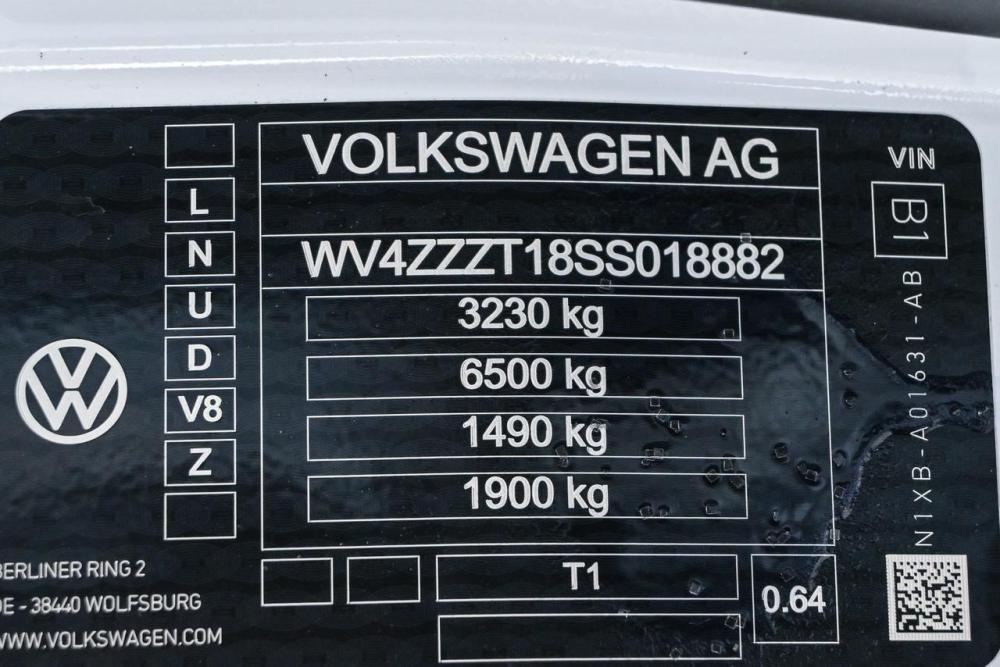 VOLKSWAGEN AG
WV4ZZZT18SS018882
3230 kg
6500 kg
1490 kg
1900 kg
T1
0.64
L
N
U
D
V8
Z
VIN
B1
N1XB-A01631-AB
BERLINER RING 2
DE - 38440 WOLFSBURG
WWW.VOLKSWAGEN.COM